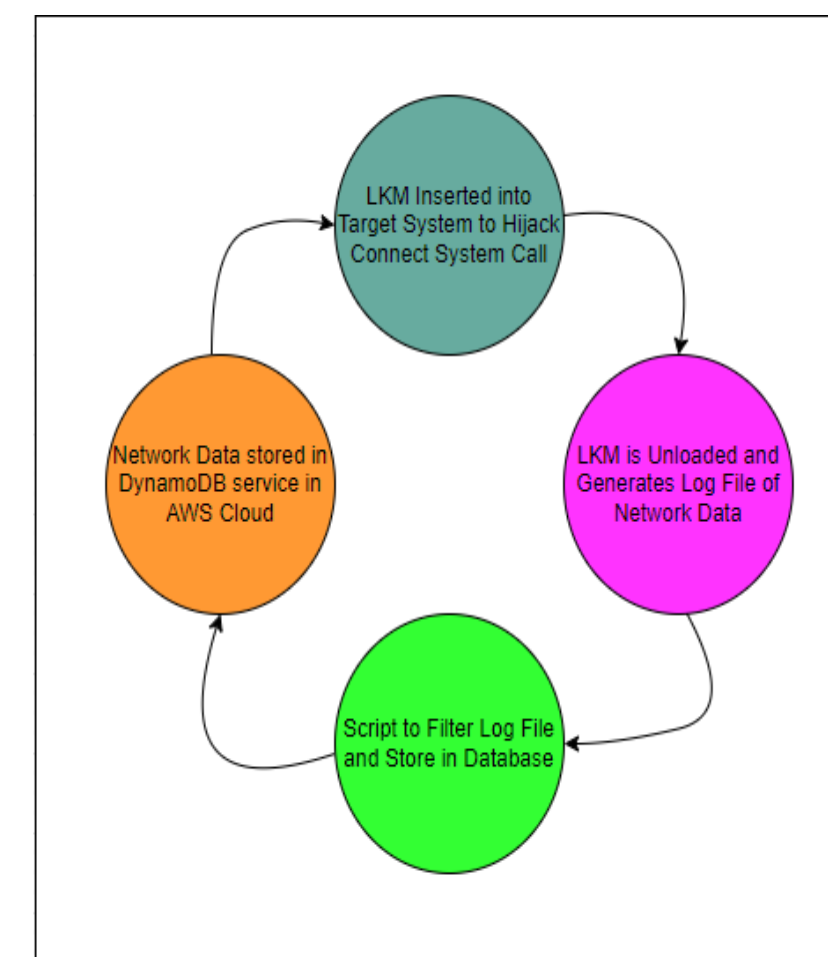 LKM Inserted into
Target System to Hijack
Connect System Call
Network Data stored in
DynamoDB service in
AWS Cloud
LKM is Unloaded and
Generates Log File of
Network Data
Script to Filter Log File
and Store in Database